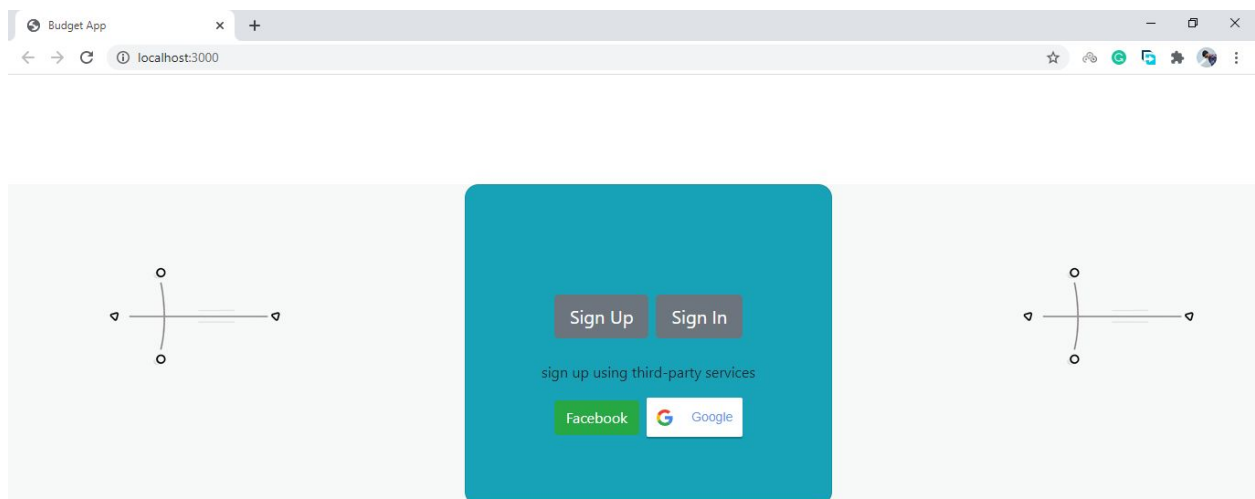 Budget App
localhost:3000
Sign Up Sign In
sign up using third-party services
Facebook Google